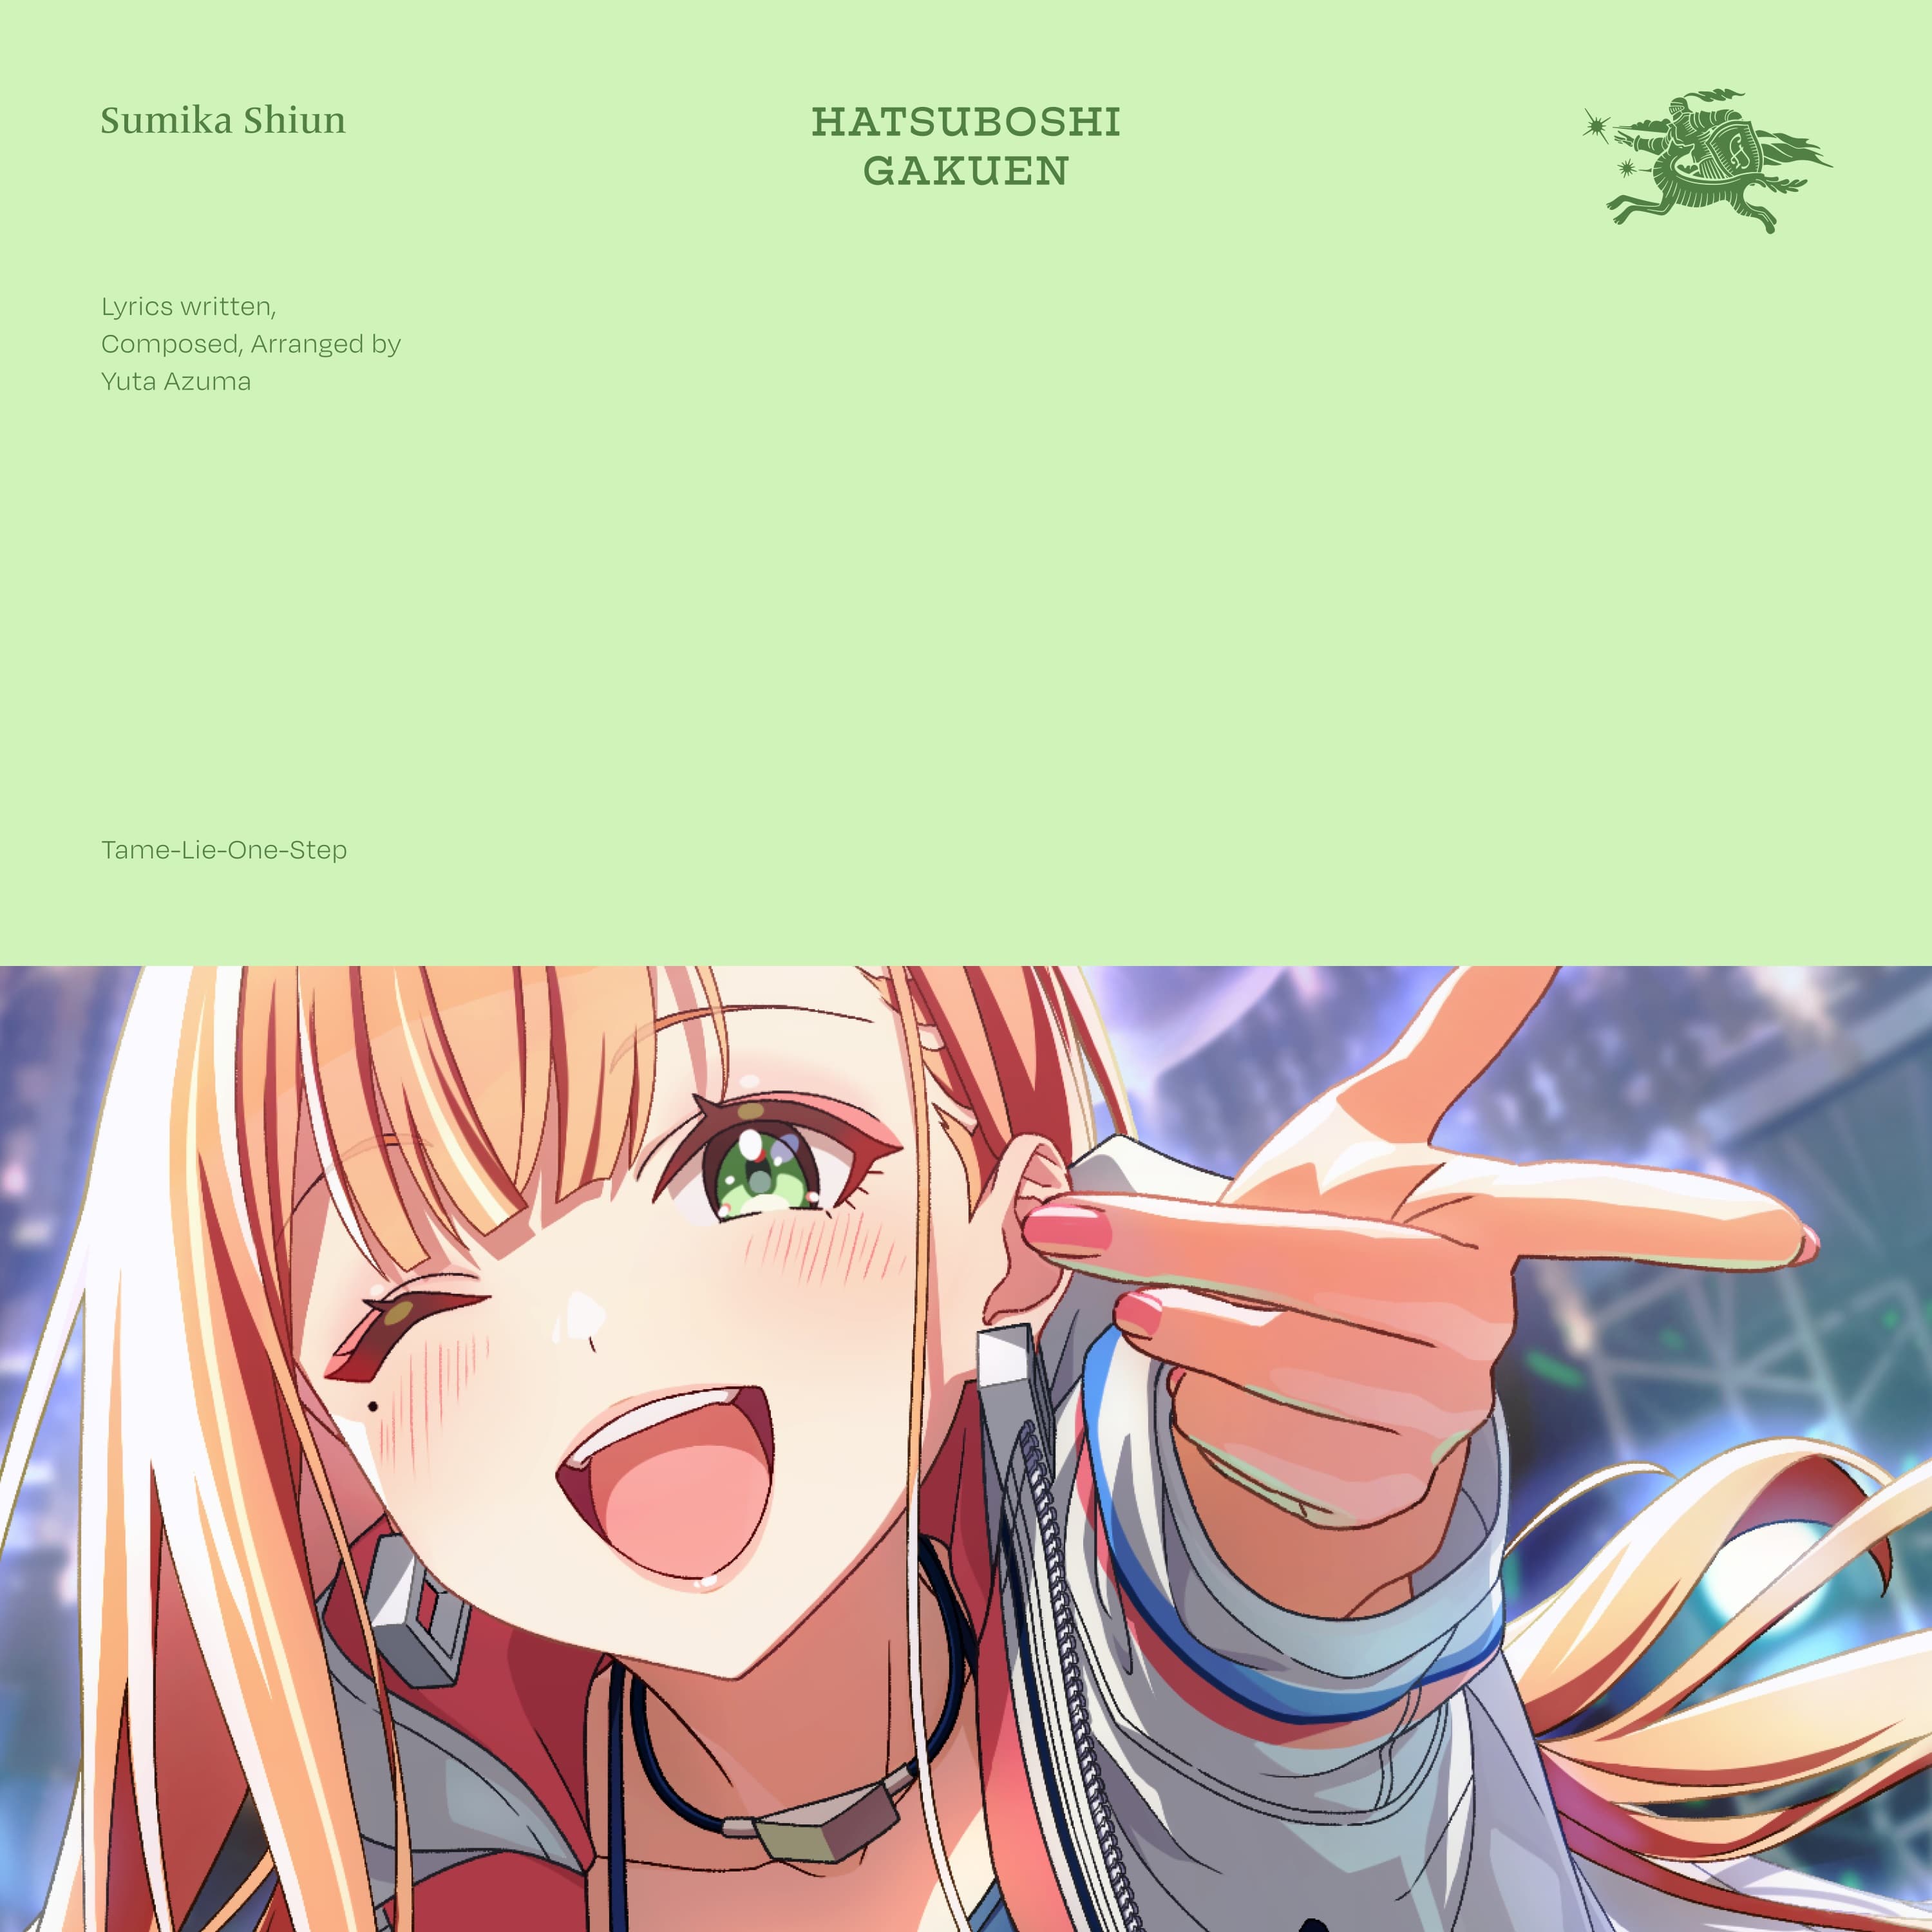 Sumika Shiun
HATSUBOSHI
GAKUEN
Lyrics written,
Composed, Arranged by
Yuta Azuma
Tame-Lie-One-Step